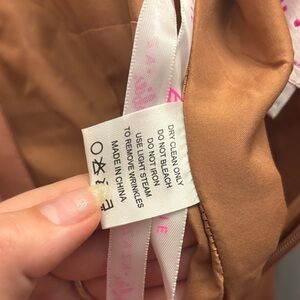 DRY CLEAN ONLY
DO NOT BLEACH
DO NOT IRON
USE LIGHT STEAM
TO REMOVE WRINKLES
MADE IN CHINA